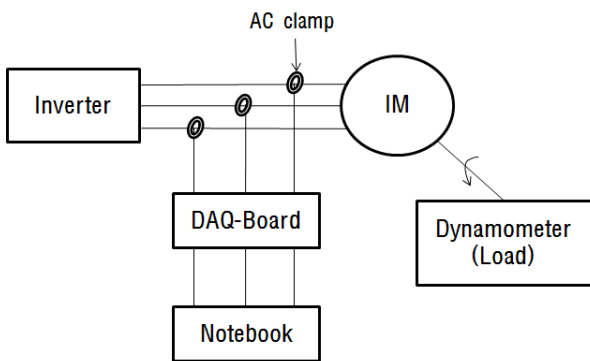 AC clamp
Inverter
IM
DAQ-Board
Dynamometer
(Load)
Notebook